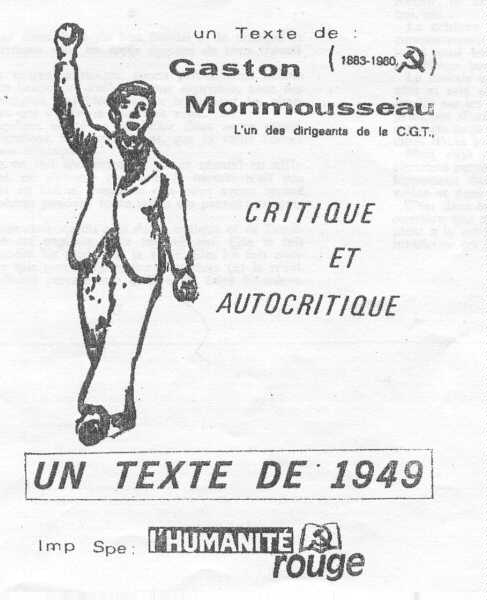 un Texte de :
Gaston (1883-1960,)
Monmousseau
L'un des dirigeants de la C.G.T.,
CRITIQUE
ET
AUTOCRITIQUE
UN TEXTE DE 1949
Imp Spe: l'HUMANITÉ
rouge